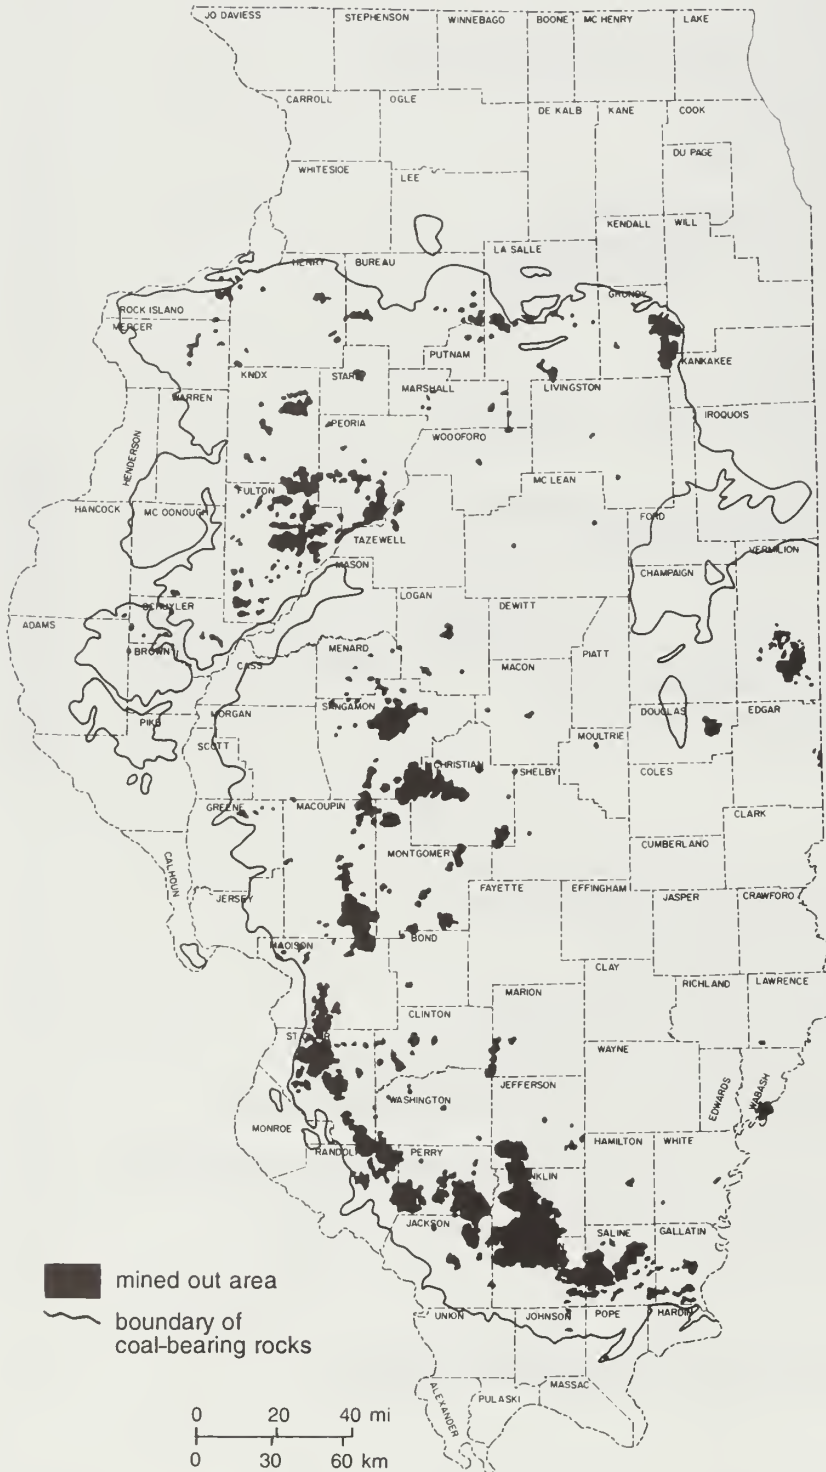 JO DAVIESS
STEPHENSON
WINNEBAGO
BOONE
MC HENRY
LAKE
CARROLL
OGLE
DE KALB
KANE
COOK
DU PAGE
WHITESIDE
LEE
KENDALL
WILL
LA SALLE
HENRY
BUREAU
GRUNDY
ROCK ISLAND
MERCER
PUTNAM
KANKAKEE
KNOX
STARK
MARSHALL
LIVINGSTON
WARREN
IROQUOIS
PEORIA
WOODFORD
HENDERSON
MC LEAN
FULTON
HANCOCK
MC DONOUGH
FORD
TAZEWELL
VERMILION
MASON
CHAMPAIGN
LOGAN
SCHUYLER
DEWITT
ADAMS
MENARD
PIATT
BROWN
CASS
MACON
SANGAMON
DOUGLAS
EDGAR
MORGAN
PIKE
MOULTRIE
SCOTT
CHRISTIAN
SHELBY
COLES
GREENE
MACOUPIN
CLARK
CUMBERLAND
MONTGOMERY
CALHOUN
FAYETTE
EFFINGHAM
JASPER
CRAWFORD
JERSEY
BOND
MADISON
CLAY
RICHLAND
LAWRENCE
MARION
CLINTON
ST C
R
WAYNE
EDWARDS
WABASH
JEFFERSON
WASHINGTON
MONROE
HAMILTON
WHITE
RANDOL
PERRY
NKLIN
JACKSON
SALINE
GALLATIN
mined out area
boundary of
coal-bearing rocks
UNION
JOHNSON
POPE
HARDIN
MASSAC
PULASKI
ALEXANDER
0 20 40 mi
0 30 60 km